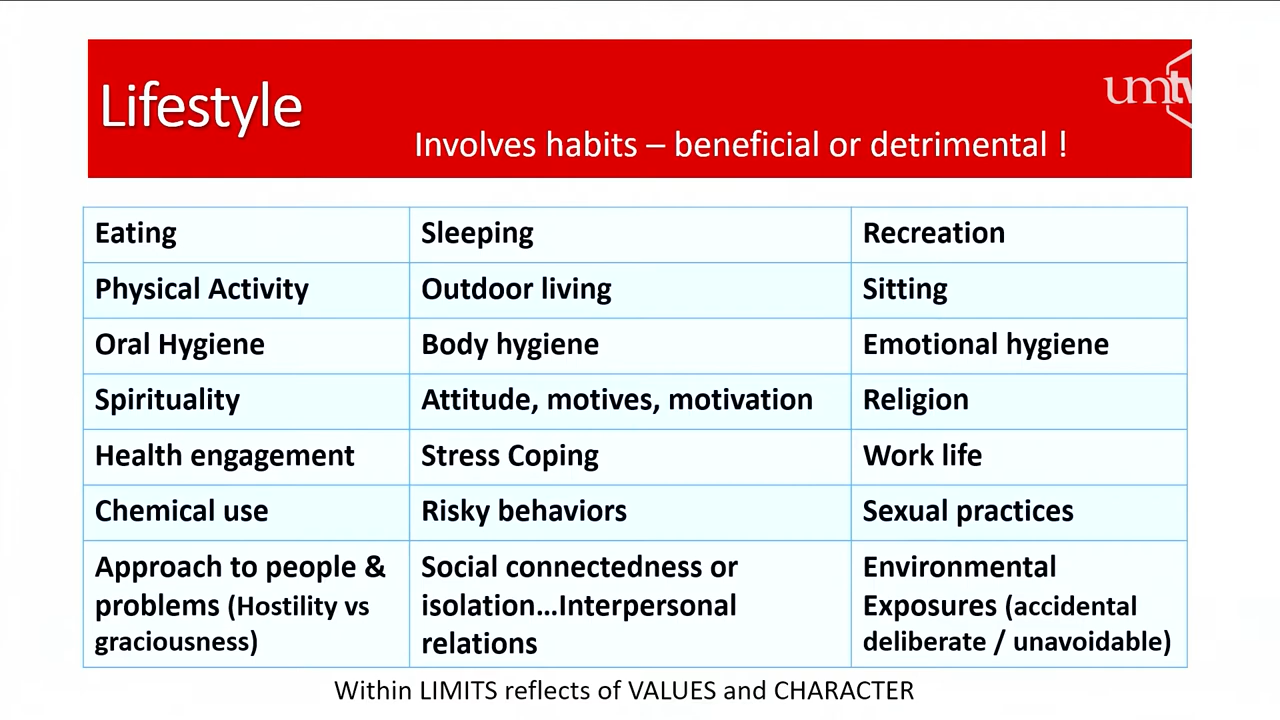 Lifestyle
umtv
Involves habits – beneficial or detrimental !
Eating
Sleeping
Recreation
Physical Activity
Outdoor living
Sitting
Oral Hygiene
Body hygiene
Emotional hygiene
Spirituality
Attitude, motives, motivation
Religion
Health engagement
Stress Coping
Work life
Chemical use
Risky behaviors
Sexual practices
Approach to people &
problems (Hostility vs
graciousness)
Social connectedness or
isolation...Interpersonal
relations
Environmental
Exposures (accidental
deliberate / unavoidable)
Within LIMITS reflects of VALUES and CHARACTER